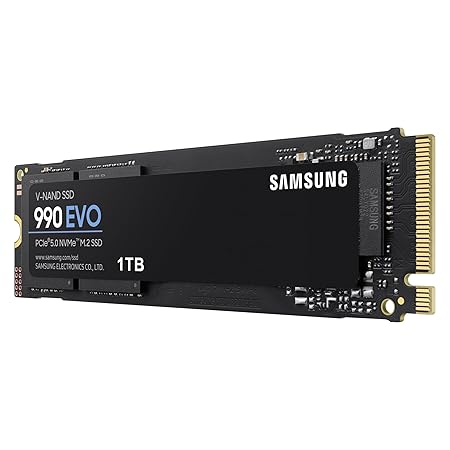 V-NAND SSD
990 EVO
PCIe® 5.0 NVMe™ M.2 SSD
www.samsung.com/ssd
SAMSUNG ELECTRONICS CO., LTD.
1TB
SAMSUNG
SAMSUNG